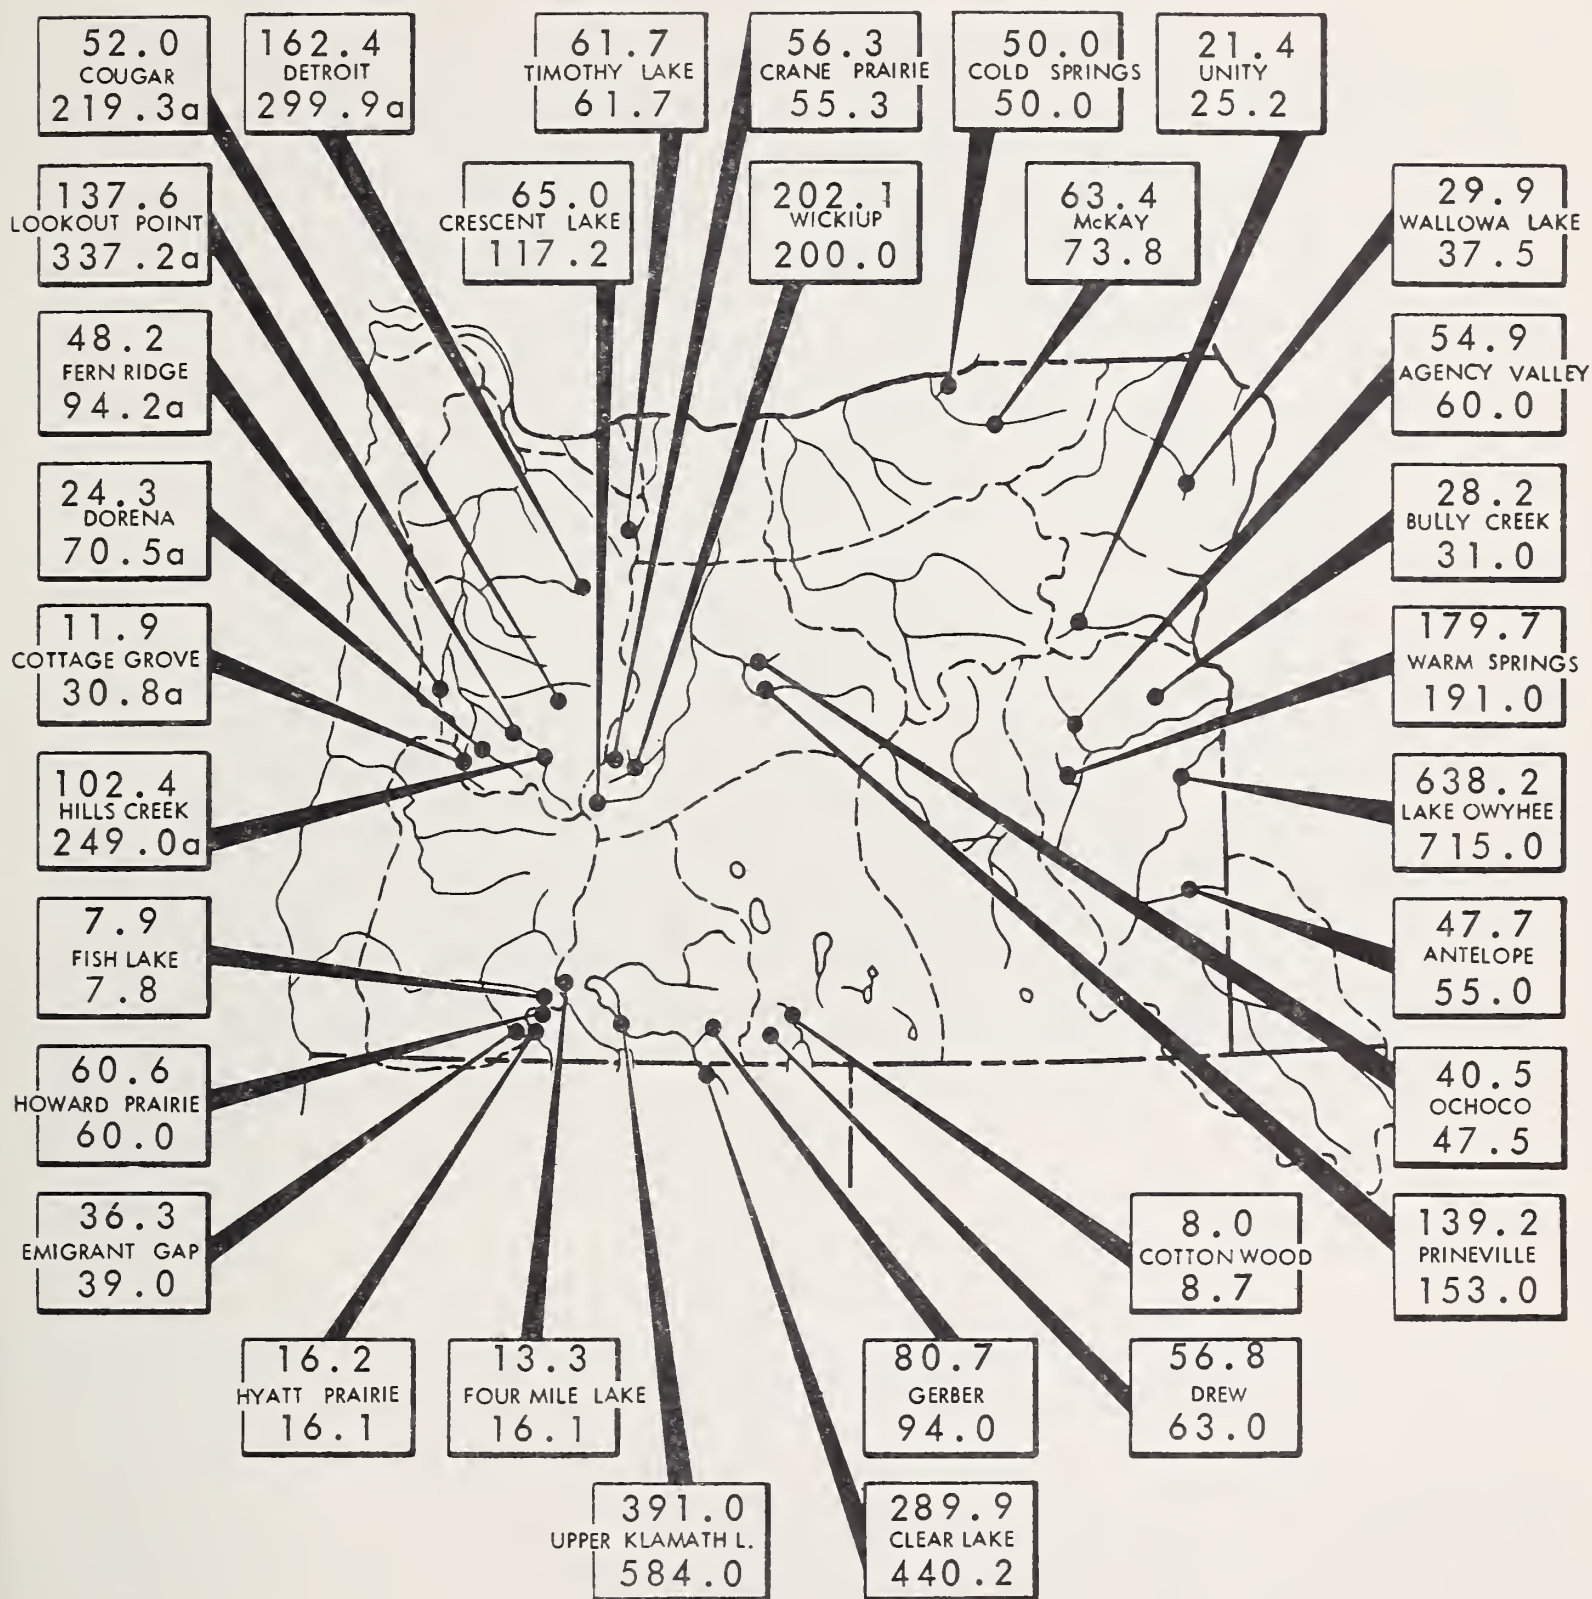 52.0
COUGAR
219.3a
162.4
DETROIT
299.9a
61.7
TIMOTHY LAKE
61.7
56.3
CRANE PRAIRIE
55.3
50.0
COLD SPRINGS
50.0
21.4
UNITY
25.2
137.6
LOOKOUT POINT
337.2a
65.0
CRESCENT LAKE
117.2
202.1
WICKIUP
200.0
63.4
McKAY
73.8
29.9
WALLOWA LAKE
37.5
48.2
FERN RIDGE
94.2a
54.9
AGENCY VALLEY
60.0
24.3
DORENA
70.5a
28.2
BULLY CREEK
31.0
11.9
COTTAGE GROVE
30.8a
179.7
WARM SPRINGS
191.0
102.4
HILLS CREEK
249.0a
638.2
LAKE OWYHEE
715.0
7.9
FISH LAKE
7.8
47.7
ANTELOPE
55.0
60.6
HOWARD PRAIRIE
60.0
40.5
OCHOCO
47.5
36.3
EMIGRANT GAP
39.0
8.0
COTTON WOOD
8.7
139.2
PRINEVILLE
153.0
16.2
HYATT PRAIRIE
16.1
13.3
FOUR MILE LAKE
16.1
80.7
GERBER
94.0
56.8
DREW
63.0
391.0
UPPER KLAMATH L.
584.0
289.9
CLEAR LAKE
440.2